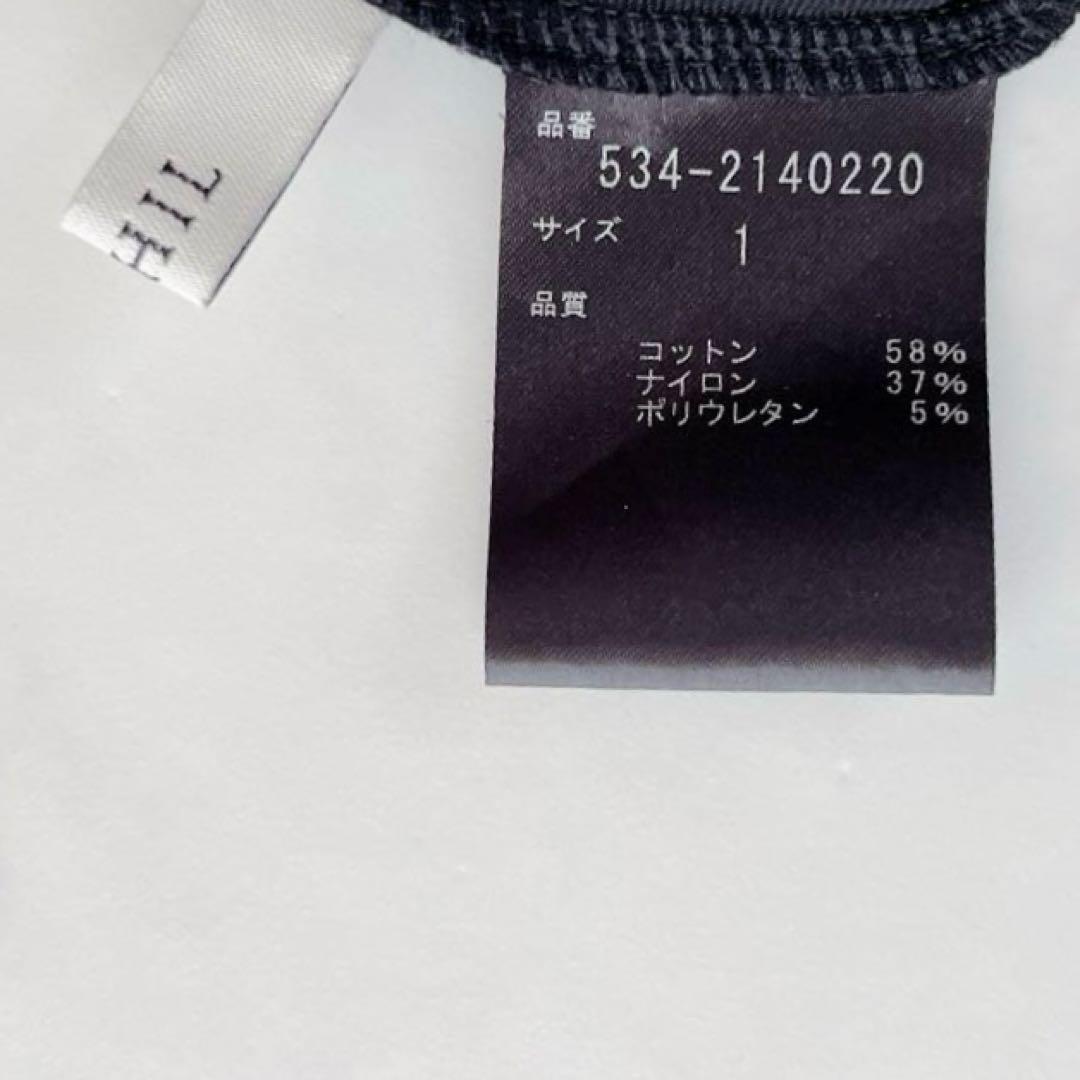 HIL
品番
534-2140220
サイズ 1
品質
コットン 58%
ナイロン 37%
ポリウレタン 5%